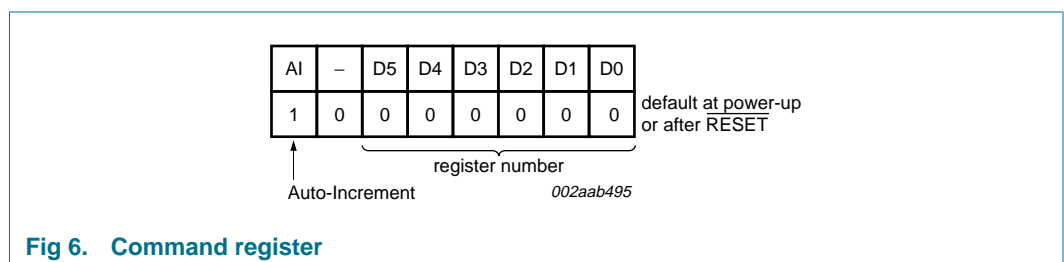 AI – D5 D4 D3 D2 D1 D0
1 0 0 0 0 0 0 0
default at power-up
or after RESET
register number
Auto-Increment
002aab495
Fig 6. Command register